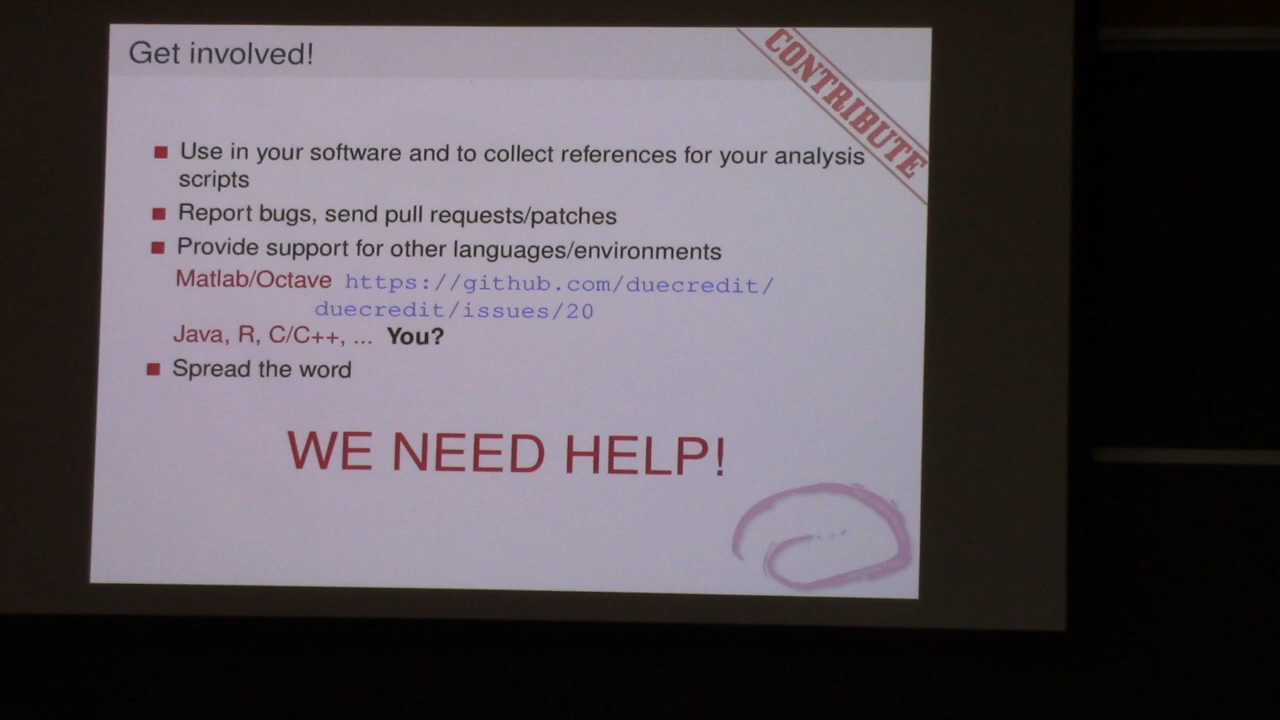 Get involved!
CONTRIBUTE
Use in your software and to collect references for your analysis
scripts
Report bugs, send pull requests/patches
Provide support for other languages/environments
Matlab/Octave https://github.com/duecredit/
duecredit/issues/20
Java, R, C/C++, ... You?
Spread the word
WE NEED HELP!